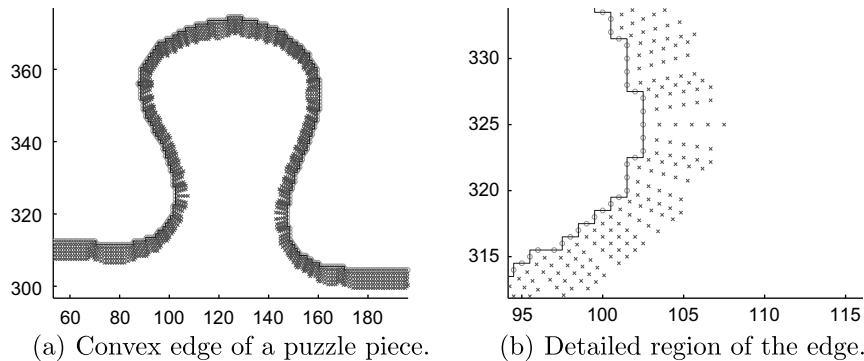 360
340
320
300
60 80 100 120 140 160 180
(a) Convex edge of a puzzle piece.
330
325
320
315
95 100 105 110 115
(b) Detailed region of the edge.